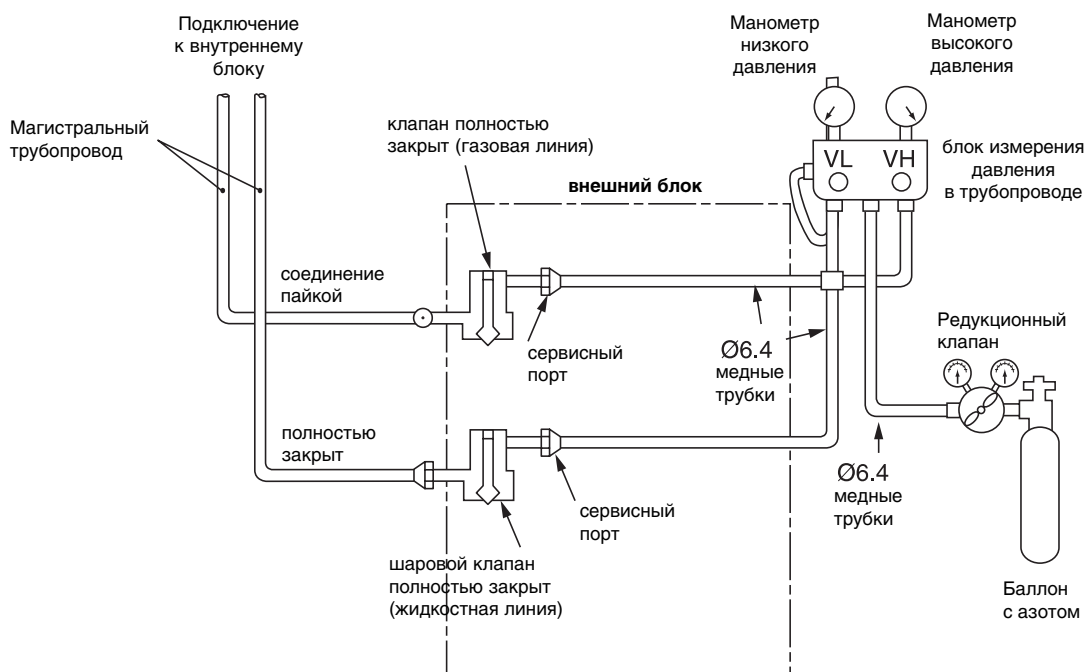 Подключение
к внутреннему
блоку
Манометр
низкого
давления
Манометр
высокого
давления
Магистральный
трубопровод
клапан полностью
закрыт (газовая линия)
внешний блок
VL
VH
блок измерения
давления
в трубопроводе
соединение
пайкой
сервисный
порт
Ø6.4
медные
трубки
Редукционный
клапан
полностью
закрыт
сервисный
порт
Ø6.4
медные
трубки
шаровой клапан
полностью закрыт
(жидкостная линия)
Баллон
с азотом